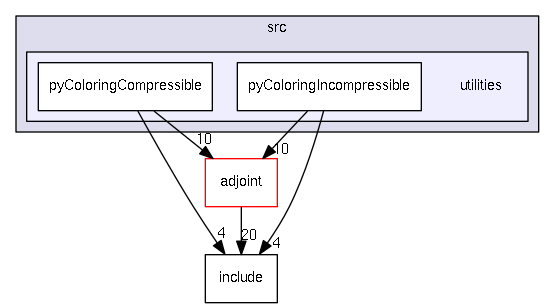 src
pyColoringCompressible
pyColoringIncompressible
utilities
10
10
adjoint
4
20
4
include